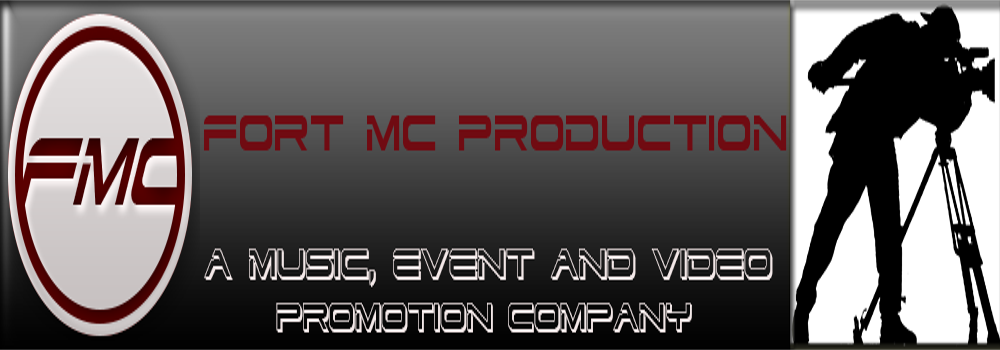 FMC
FORT MC PRODUCTION
A MUSIC, EVENT AND VIDEO
PROMOTION COMPANY